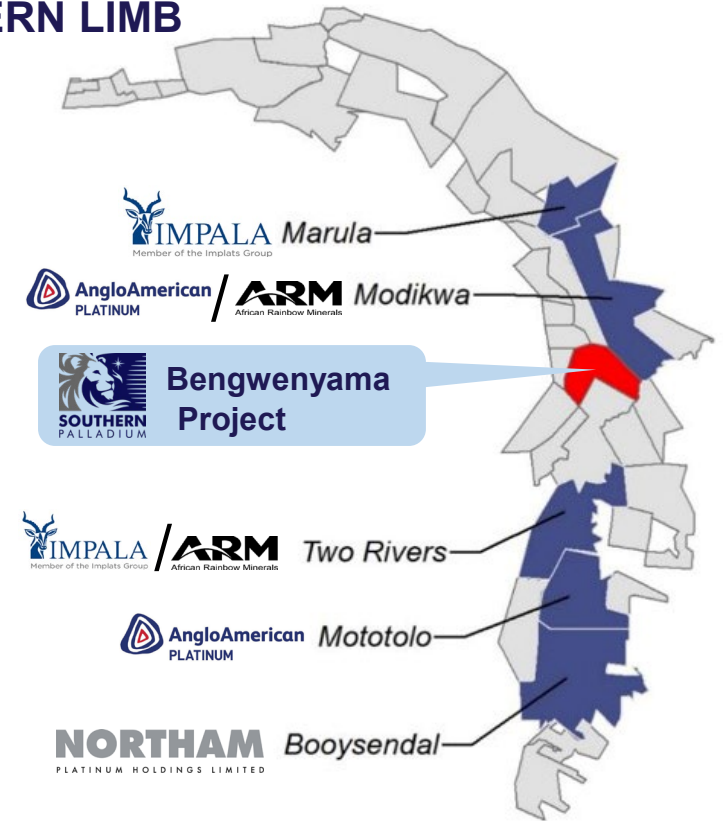 ERN LIMB
IMPALA Marula
Member of the Implats Group
AngloAmerican / ARM Modikwa
PLATINUM African Rainbow Minerals
Bengwenyama
Project
SOUTHERN
PALLADIUM
IMPALA / ARM Two Rivers
Member of the Implats Group African Rainbow Minerals
AngloAmerican Mototolo
PLATINUM
NORTHAM Booysendal
PLATINUM HOLDINGS LIMITED